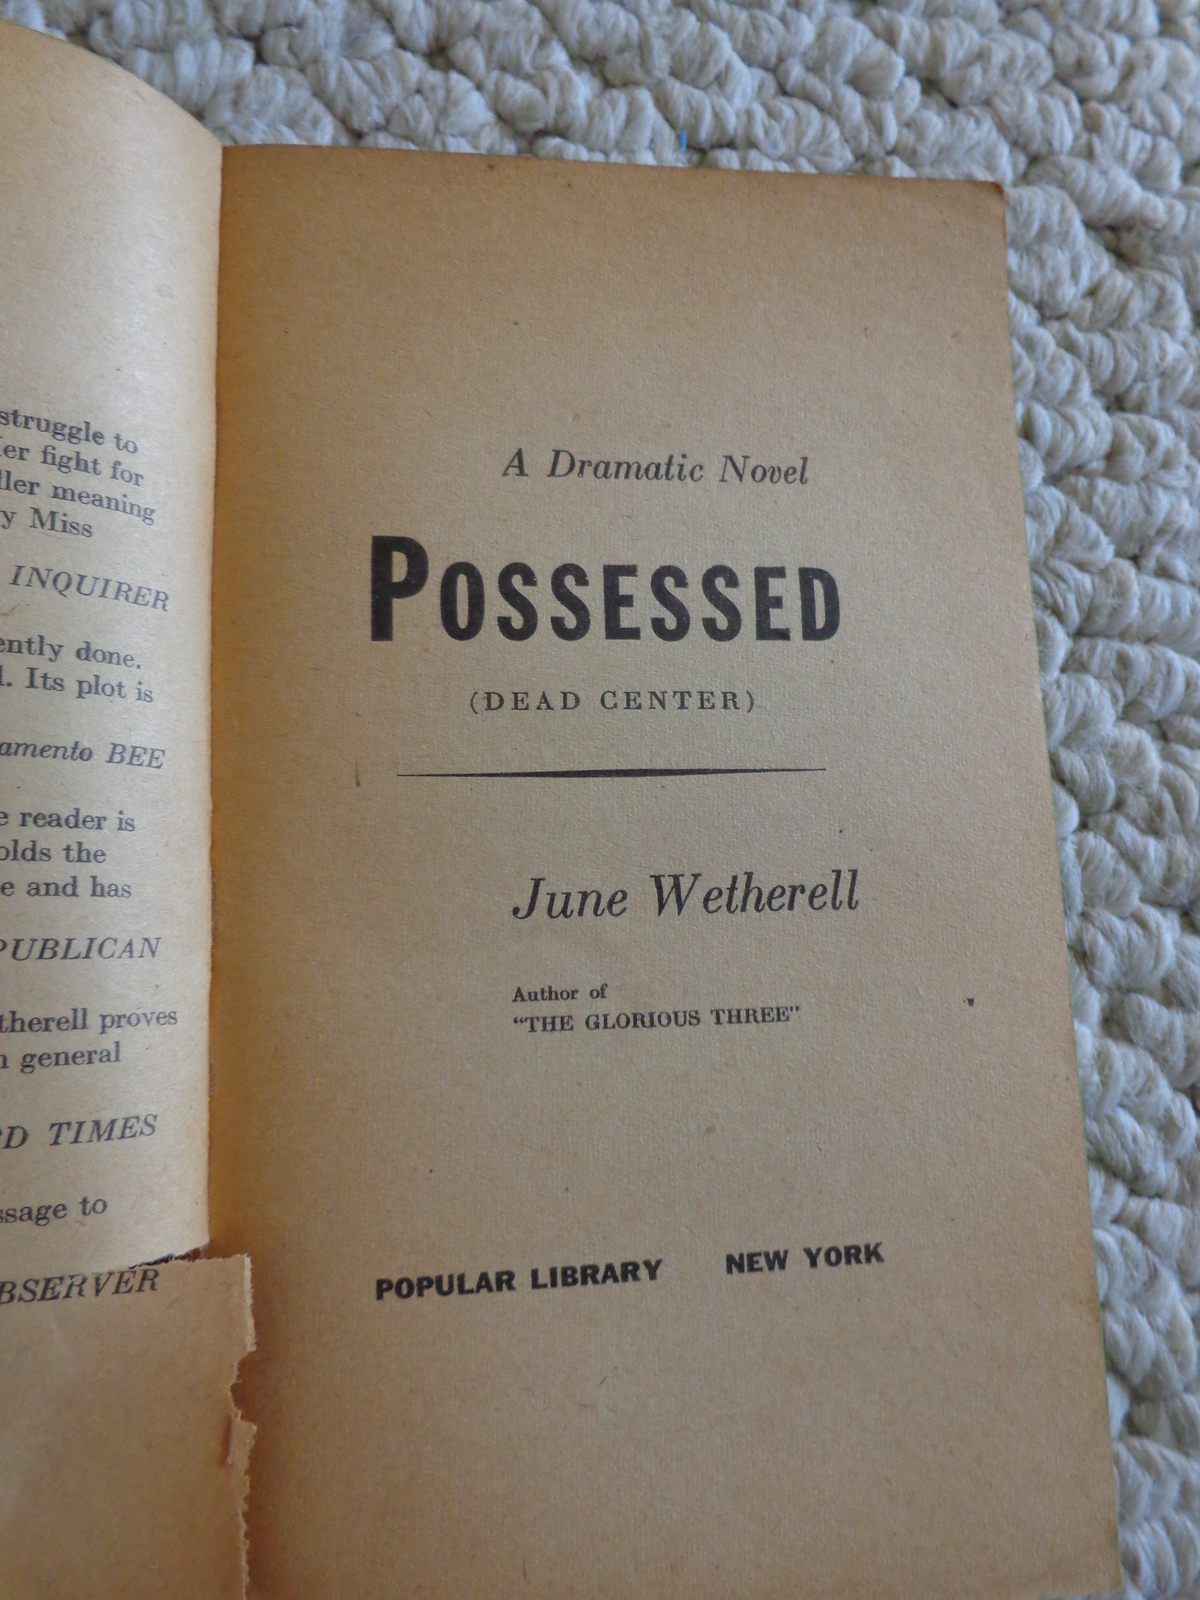 struggle to
fight for
meaning
Miss
INQUIRER
done.
Its plot is
BEE
reader is
the
and has
proves
general
TIMES
to
A Dramatic Novel
POSSESSED
(DEAD CENTER)
June Wetherell
Author of
"THE GLORIOUS THREE"
POPULAR LIBRARY NEW YORK